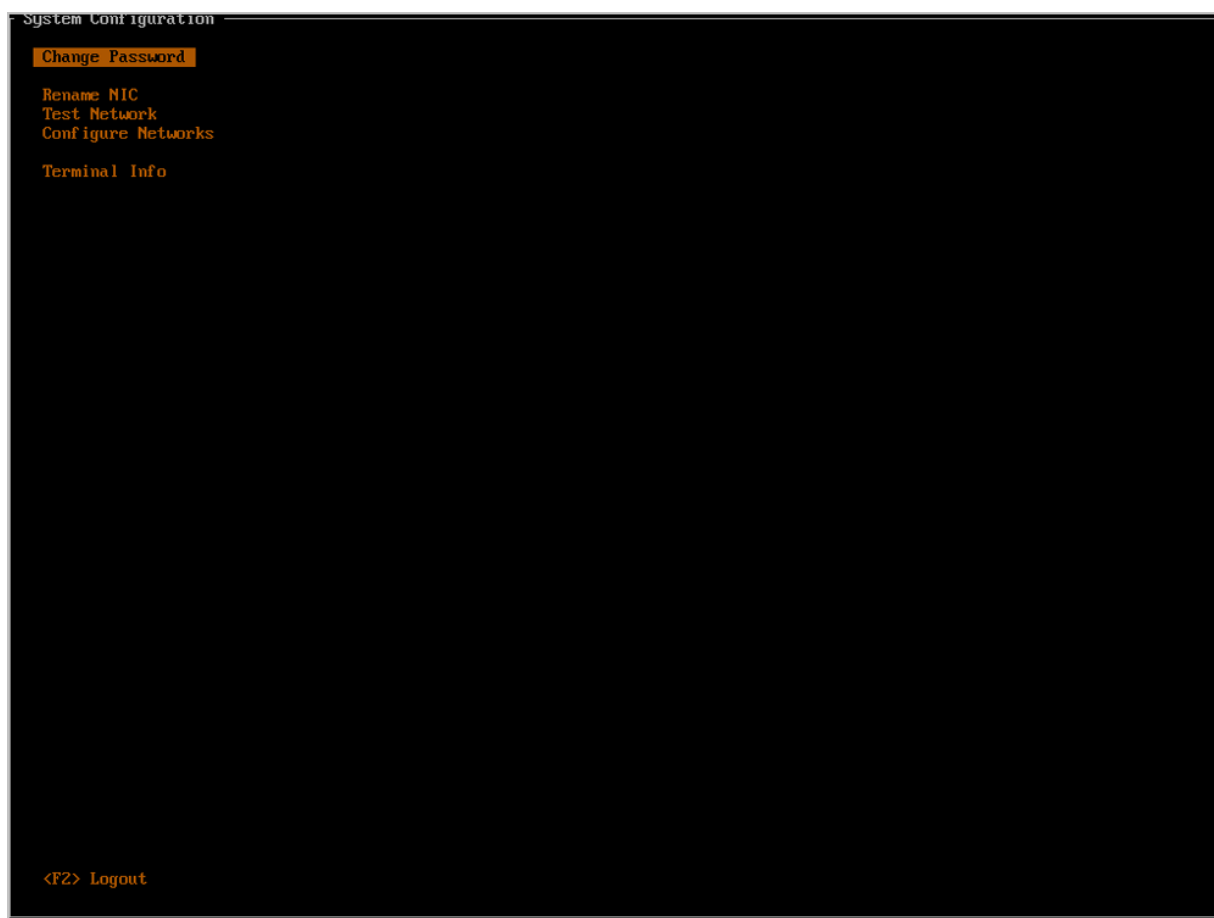 System Configuration
Change Password
Rename NIC
Test Network
Configure Networks
Terminal Info
<F2> Logout